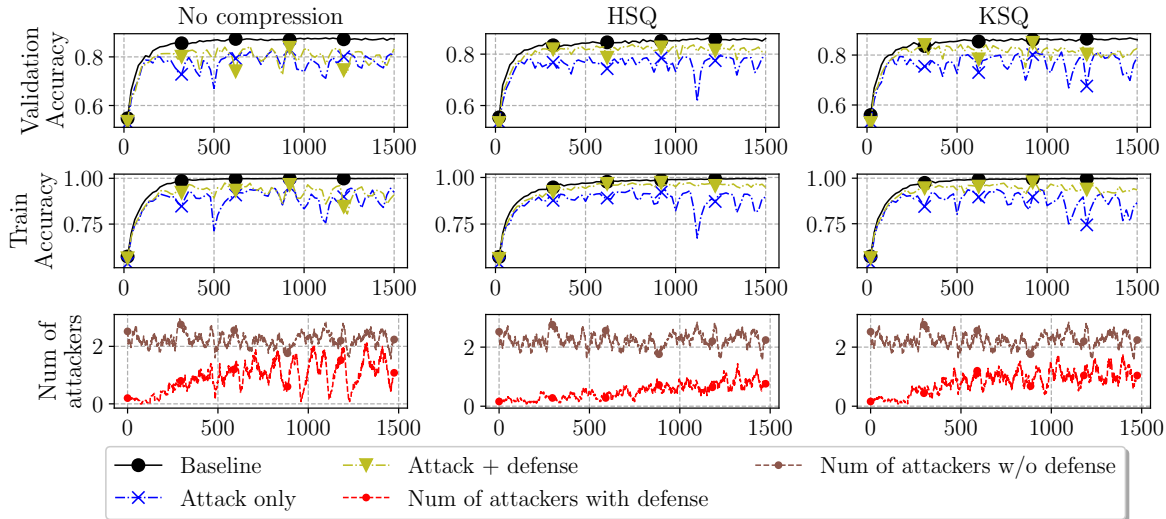 No compression HSQ KSQ
Validation
Accuracy
0.8 0.8 0.8
0.6 0.6 0.6
0 500 1000 1500 0 500 1000 1500 0 500 1000 1500
Train
Accuracy
1.00 1.00 1.00
0.75 0.75 0.75
0 500 1000 1500 0 500 1000 1500 0 500 1000 1500
Num of
attackers
2 2 2
0 0 0
0 500 1000 1500 0 500 1000 1500 0 500 1000 1500
Baseline Attack + defense Num of attackers w/o defense
Attack only Num of attackers with defense